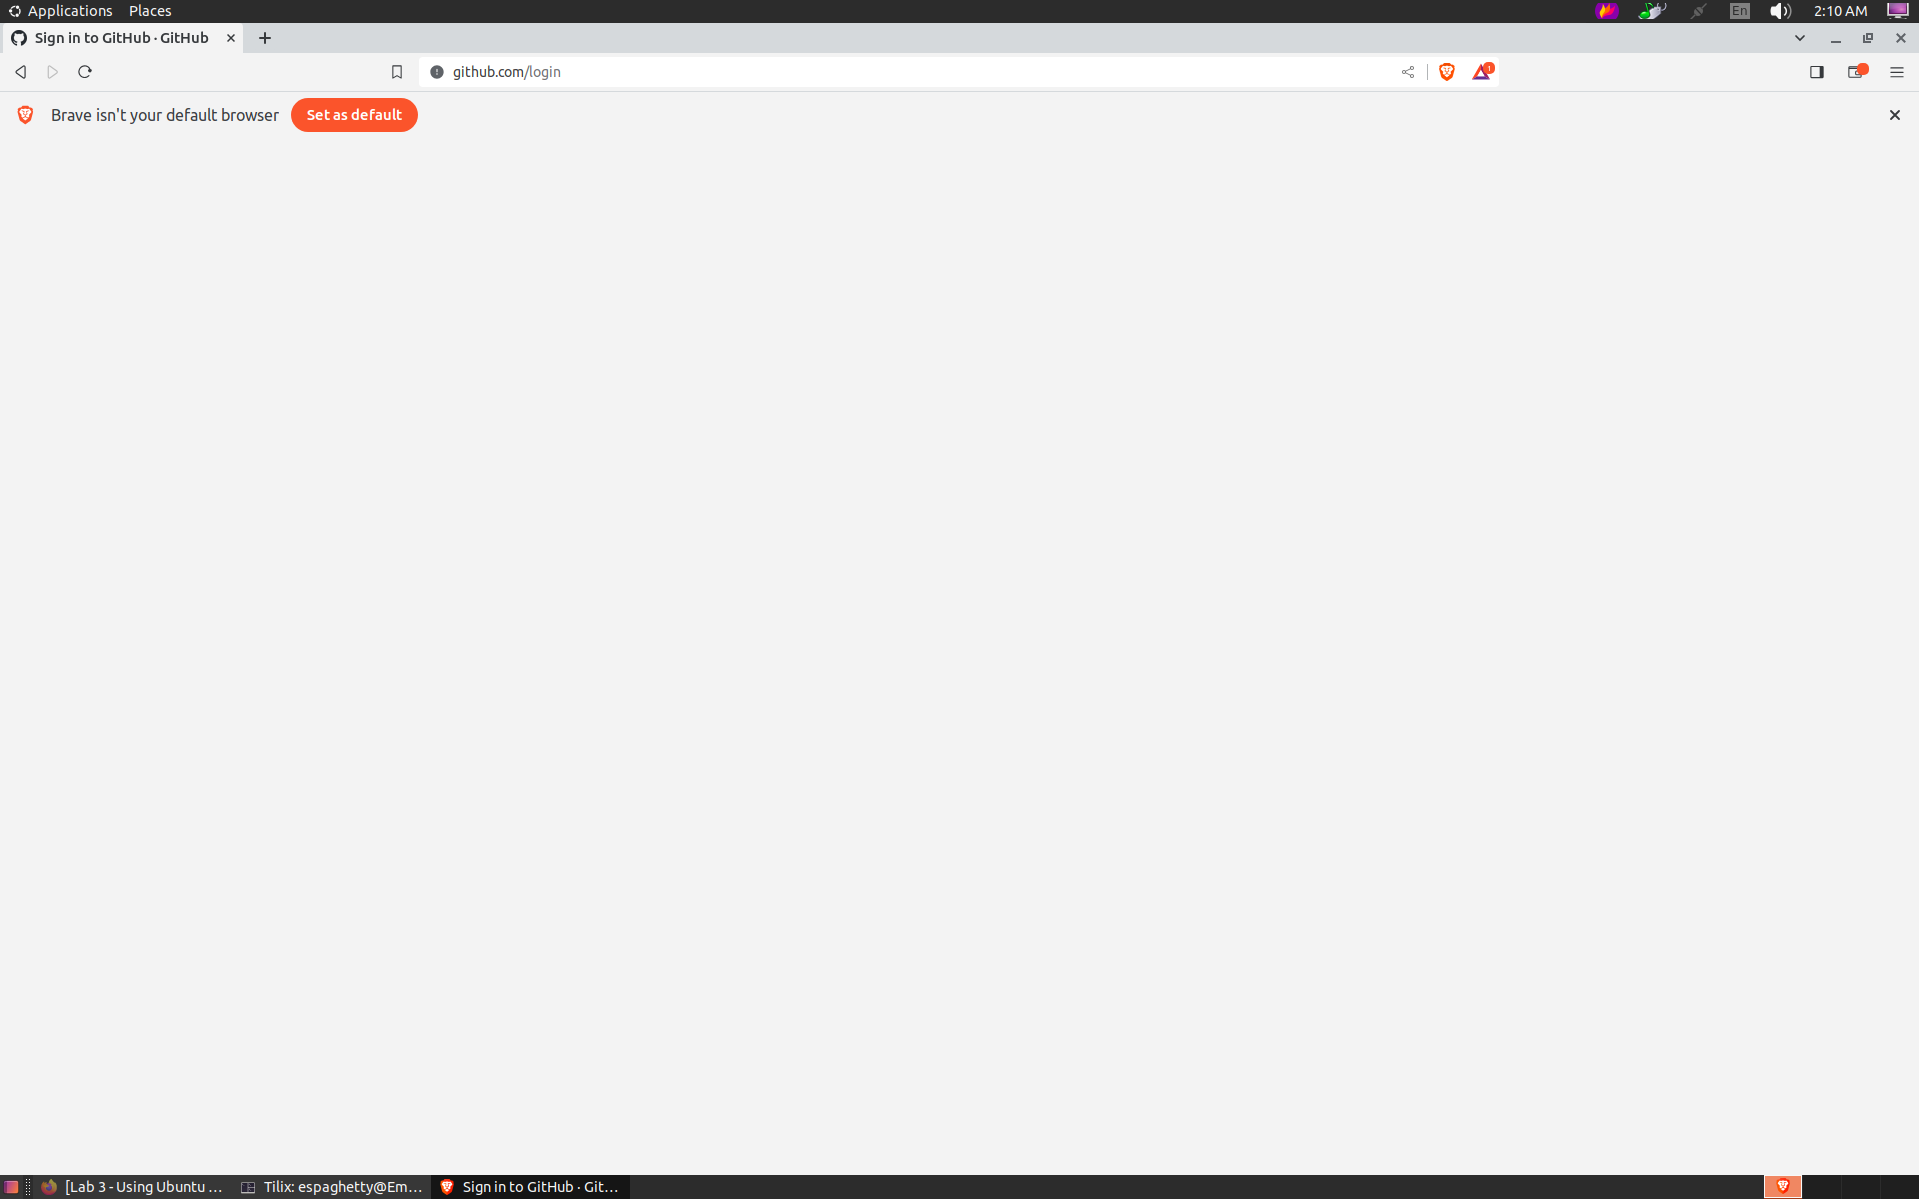 Applications Places En 2:10 AM
Sign in to GitHub · GitHub
github.com/login 1
Brave isn't your default browser Set as default
[Lab 3 - Using Ubuntu ... Tilix: espaghetty@Em... Sign in to GitHub · Git...